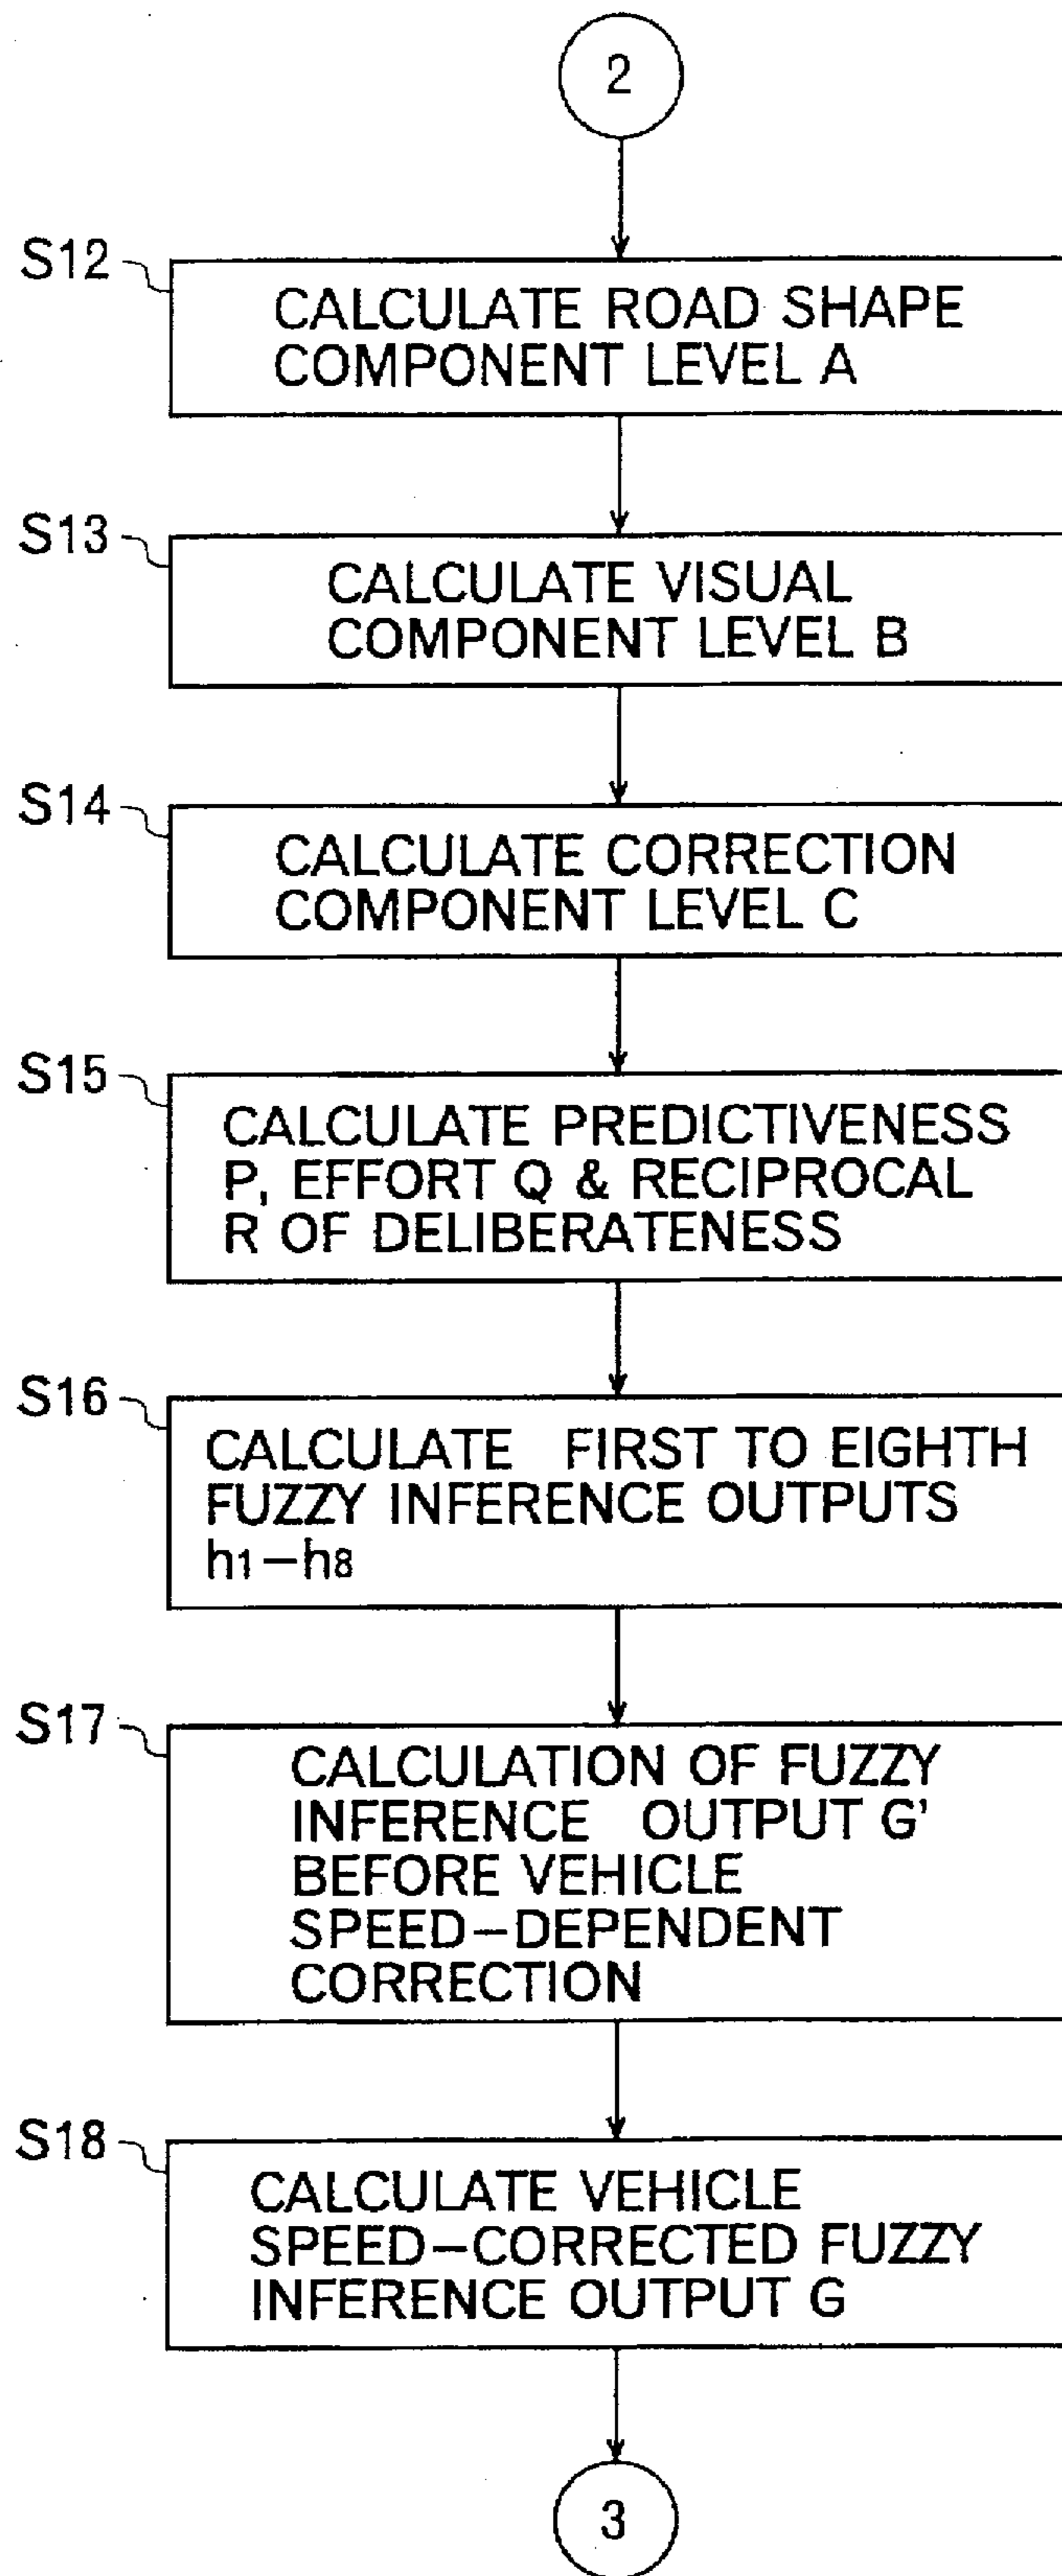 2
S12
CALCULATE ROAD SHAPE
COMPONENT LEVEL A
S13
CALCULATE VISUAL
COMPONENT LEVEL B
S14
CALCULATE CORRECTION
COMPONENT LEVEL C
S15
CALCULATE PREDICTIVENESS
P, EFFORT Q & RECIPROCAL
R OF DELIBERATENESS
S16
CALCULATE FIRST TO EIGHTH
FUZZY INFERENCE OUTPUTS
h1–h8
S17
CALCULATION OF FUZZY
INFERENCE OUTPUT G'
BEFORE VEHICLE
SPEED–DEPENDENT
CORRECTION
S18
CALCULATE VEHICLE
SPEED–CORRECTED FUZZY
INFERENCE OUTPUT G
3